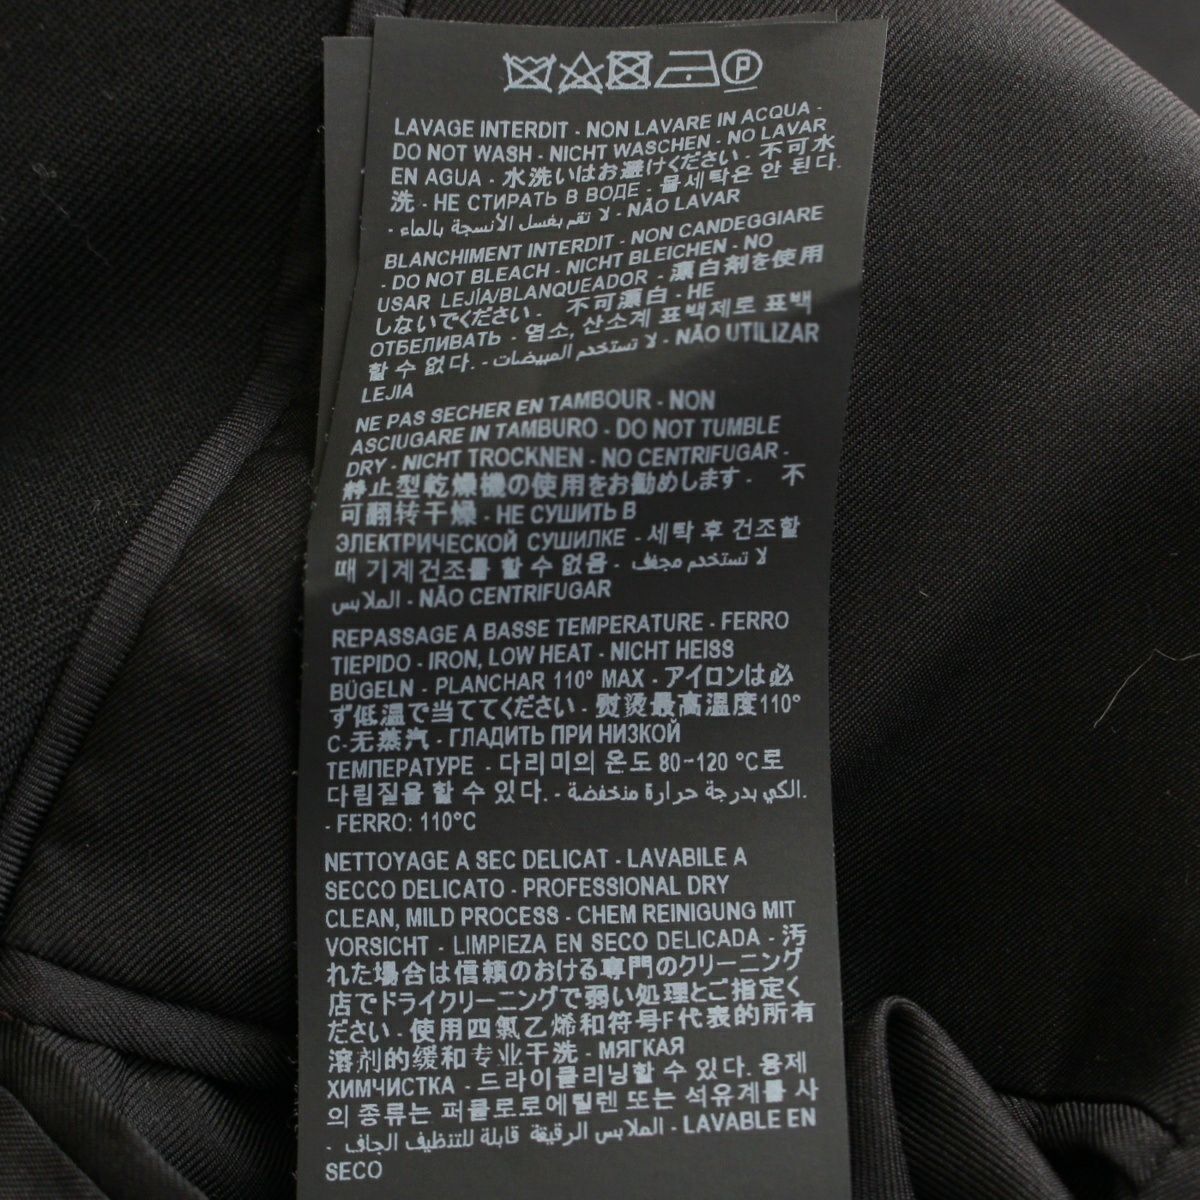 P
LAVAGE INTERDIT - NON LAVARE IN ACQUA -
DO NOT WASH - NICHT WASCHEN - NO LAVAR
EN AGUA - 水洗いはお避けください - 不可水
洗 - НЕ СТИРАТЬ В ВОДЕ - 물세탁은 안 된다.
- لا تقم بغسل الأنسجة بالماء - NÃO LAVAR
BLANCHIMENT INTERDIT - NON CANDEGGIARE
- DO NOT BLEACH - NICHT BLEICHEN - NO
USAR LEJÍA/BLANQUEADOR - 漂白剤を使用
しないでください - 不可漂白 - НЕ
ОТБЕЛИВАТЬ - 염소, 산소계 표백제로 표백
할 수 없다. - لا تستخدم المبيضات - NÃO UTILIZAR
LEJIA
NE PAS SECHER EN TAMBOUR - NON
ASCIUGARE IN TAMBURO - DO NOT TUMBLE
DRY - NICHT TROCKNEN - NO CENTRIFUGAR -
静止型乾燥機の使用をお勧めします - 不
可翻转干燥 - НЕ СУШИТЬ В
ЭЛЕКТРИЧЕСКОЙ СУШИЛКЕ - 세탁 후 건조할
때 기계건조를 할 수 없음 - لا تستخدم مجفف
الملابس - NÃO CENTRIFUGAR
REPASSAGE A BASSE TEMPERATURE - FERRO
TIEPIDO - IRON, LOW HEAT - NICHT HEISS
BÜGELN - PLANCHAR 110° MAX - アイロンは必
ず低温で当ててください - 熨烫最高温度110°
C-无蒸汽 - ГЛАДИТЬ ПРИ НИЗКОЙ
ТЕМПЕРАТУРЕ - 다리미의 온도 80~120 °C로
다림질을 할 수 있다. - الكي بدرجة حرارة منخفضة.
- FERRO: 110°C
NETTOYAGE A SEC DELICAT - LAVABILE A
SECCO DELICATO - PROFESSIONAL DRY
CLEAN, MILD PROCESS - CHEM REINIGUNG MIT
VORSICHT - LIMPIEZA EN SECO DELICADA - 汚
れた場合は信頼のおける専門のクリーニング
店でドライクリーニングで弱い処理とご指定く
ださい - 使用四氯乙烯和符号F代表的所有
溶剂的缓和专业干洗 - МЯГКАЯ
ХИМЧИСТКА - 드라이클리닝할 수 있다. 용제
의 종류는 퍼클로로에틸렌 또는 석유계를 사
- الملابس الرقيقة قابلة للتنظيف الجاف - LAVABLE EN
SECO